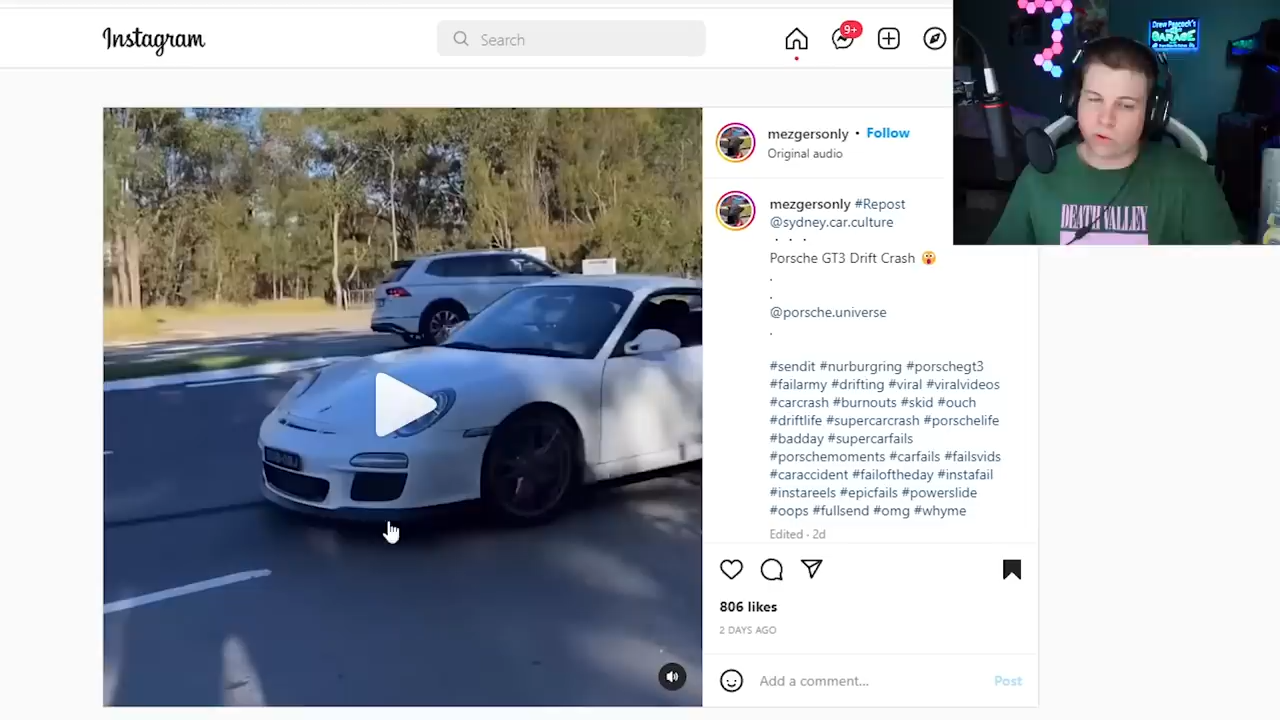 Instagram
Search
9+
Drew Peacock's
GARAGE
mezgersonly • Follow
Original audio
mezgersonly #Repost
@sydney.car.culture
. . .
Porsche GT3 Drift Crash 😱
.
.
@porsche.universe
.
#sendit #nurburgring #porschegt3
#failarmy #drifting #viral #viralvideos
#carcrash #burnouts #skid #ouch
#driftlife #supercarcrash #porschelife
#badday #supercarfails
#porschemoments #carfails #failsvids
#caraccident #failoftheday #instafail
#instareels #epicfails #powerslide
#oops #fullsend #omg #whyme
Edited · 2d
806 likes
2 DAYS AGO
Add a comment...
Post
DEATH VALLEY